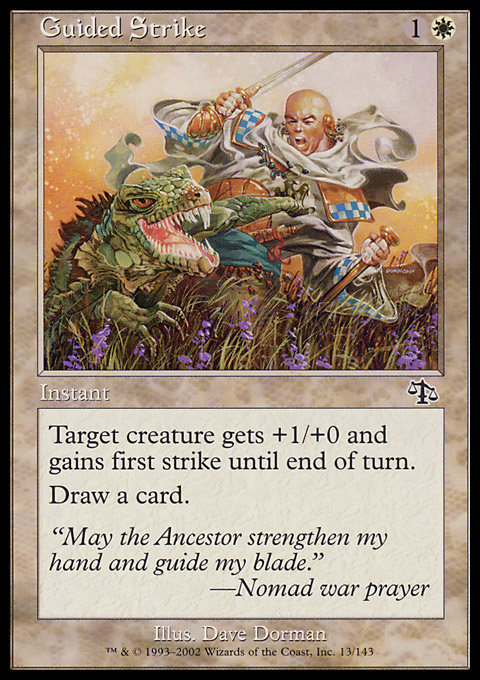 Guided Strike 1
DORMAN
Instant
Target creature gets +1/+0 and
gains first strike until end of turn.
Draw a card.
“May the Ancestor strengthen my
hand and guide my blade.”
—Nomad war prayer
Illus. Dave Dorman
™ & © 1993–2002 Wizards of the Coast, Inc. 13/143